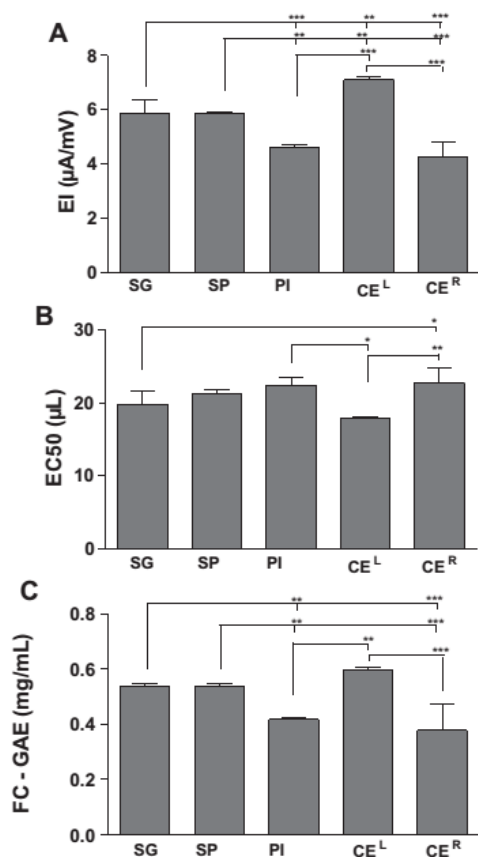 A
*** ** ***
** ** ***
***
***
EI (µA/mV)
8
6
4
2
0
SG SP PI CE L CE R
B
*
* **
EC50 (µL)
30
20
10
0
SG SP PI CE L CE R
C
** ***
** ***
**
***
FC - GAE (mg/mL)
0.8
0.6
0.4
0.2
0.0
SG SP PI CE L CE R